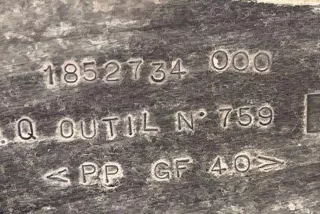 1852734 000
.Q OUTIL N° 759
<PP GF 40>